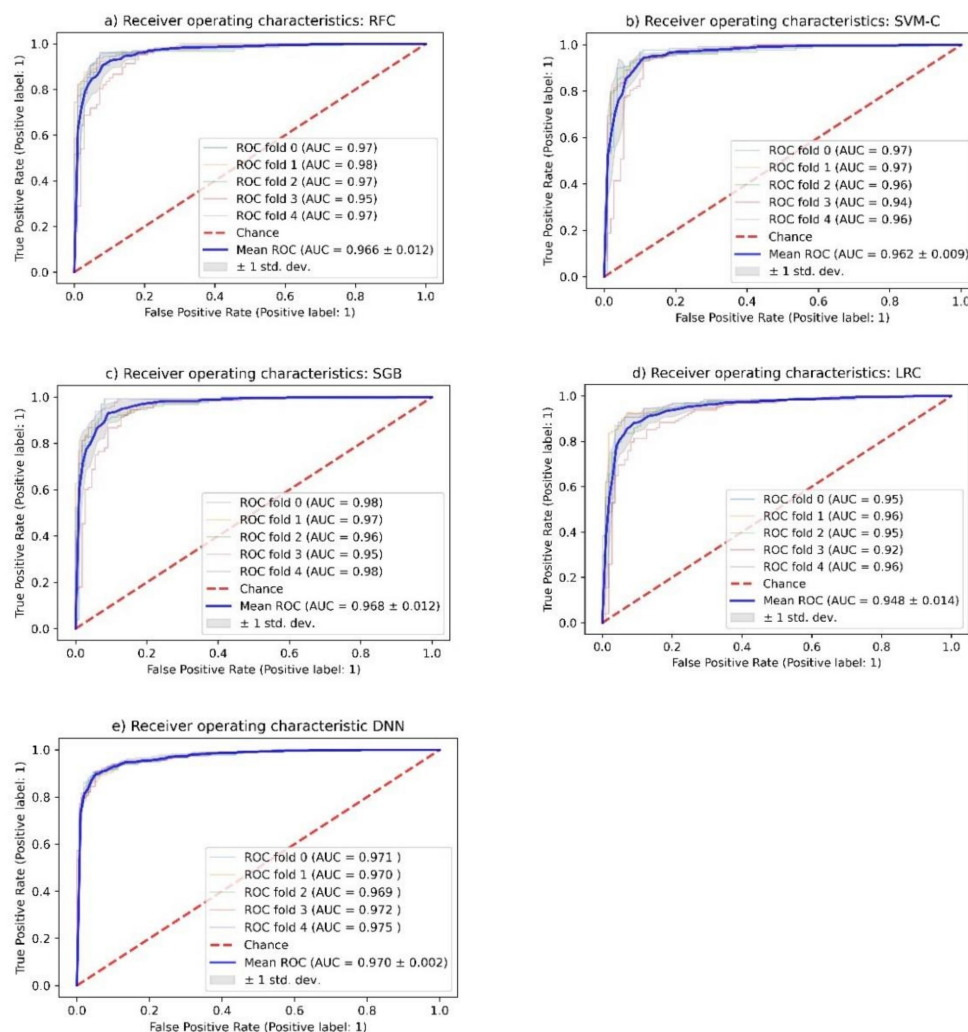 a) Receiver operating characteristics: RFC
True Positive Rate (Positive label: 1)
1.0
0.8
0.6
0.4
0.2
0.0
ROC fold 0 (AUC = 0.97)
ROC fold 1 (AUC = 0.98)
ROC fold 2 (AUC = 0.97)
ROC fold 3 (AUC = 0.95)
ROC fold 4 (AUC = 0.97)
Chance
Mean ROC (AUC = 0.966 ± 0.012)
± 1 std. dev.
0.0 0.2 0.4 0.6 0.8 1.0
False Positive Rate (Positive label: 1)
b) Receiver operating characteristics: SVM-C
True Positive Rate (Positive label: 1)
1.0
0.8
0.6
0.4
0.2
0.0
ROC fold 0 (AUC = 0.97)
ROC fold 1 (AUC = 0.97)
ROC fold 2 (AUC = 0.96)
ROC fold 3 (AUC = 0.94)
ROC fold 4 (AUC = 0.96)
Chance
Mean ROC (AUC = 0.962 ± 0.009)
± 1 std. dev.
0.0 0.2 0.4 0.6 0.8 1.0
False Positive Rate (Positive label: 1)
c) Receiver operating characteristics: SGB
True Positive Rate (Positive label: 1)
1.0
0.8
0.6
0.4
0.2
0.0
ROC fold 0 (AUC = 0.98)
ROC fold 1 (AUC = 0.97)
ROC fold 2 (AUC = 0.96)
ROC fold 3 (AUC = 0.95)
ROC fold 4 (AUC = 0.98)
Chance
Mean ROC (AUC = 0.968 ± 0.012)
± 1 std. dev.
0.0 0.2 0.4 0.6 0.8 1.0
False Positive Rate (Positive label: 1)
d) Receiver operating characteristics: LRC
True Positive Rate (Positive label: 1)
1.0
0.8
0.6
0.4
0.2
0.0
ROC fold 0 (AUC = 0.95)
ROC fold 1 (AUC = 0.96)
ROC fold 2 (AUC = 0.95)
ROC fold 3 (AUC = 0.92)
ROC fold 4 (AUC = 0.96)
Chance
Mean ROC (AUC = 0.948 ± 0.014)
± 1 std. dev.
0.0 0.2 0.4 0.6 0.8 1.0
False Positive Rate (Positive label: 1)
e) Receiver operating characteristic DNN
True Positive Rate (Positive label: 1)
1.0
0.8
0.6
0.4
0.2
0.0
ROC fold 0 (AUC = 0.971 )
ROC fold 1 (AUC = 0.970 )
ROC fold 2 (AUC = 0.969 )
ROC fold 3 (AUC = 0.972 )
ROC fold 4 (AUC = 0.975 )
Chance
Mean ROC (AUC = 0.970 ± 0.002)
± 1 std. dev.
0.0 0.2 0.4 0.6 0.8 1.0
False Positive Rate (Positive label: 1)